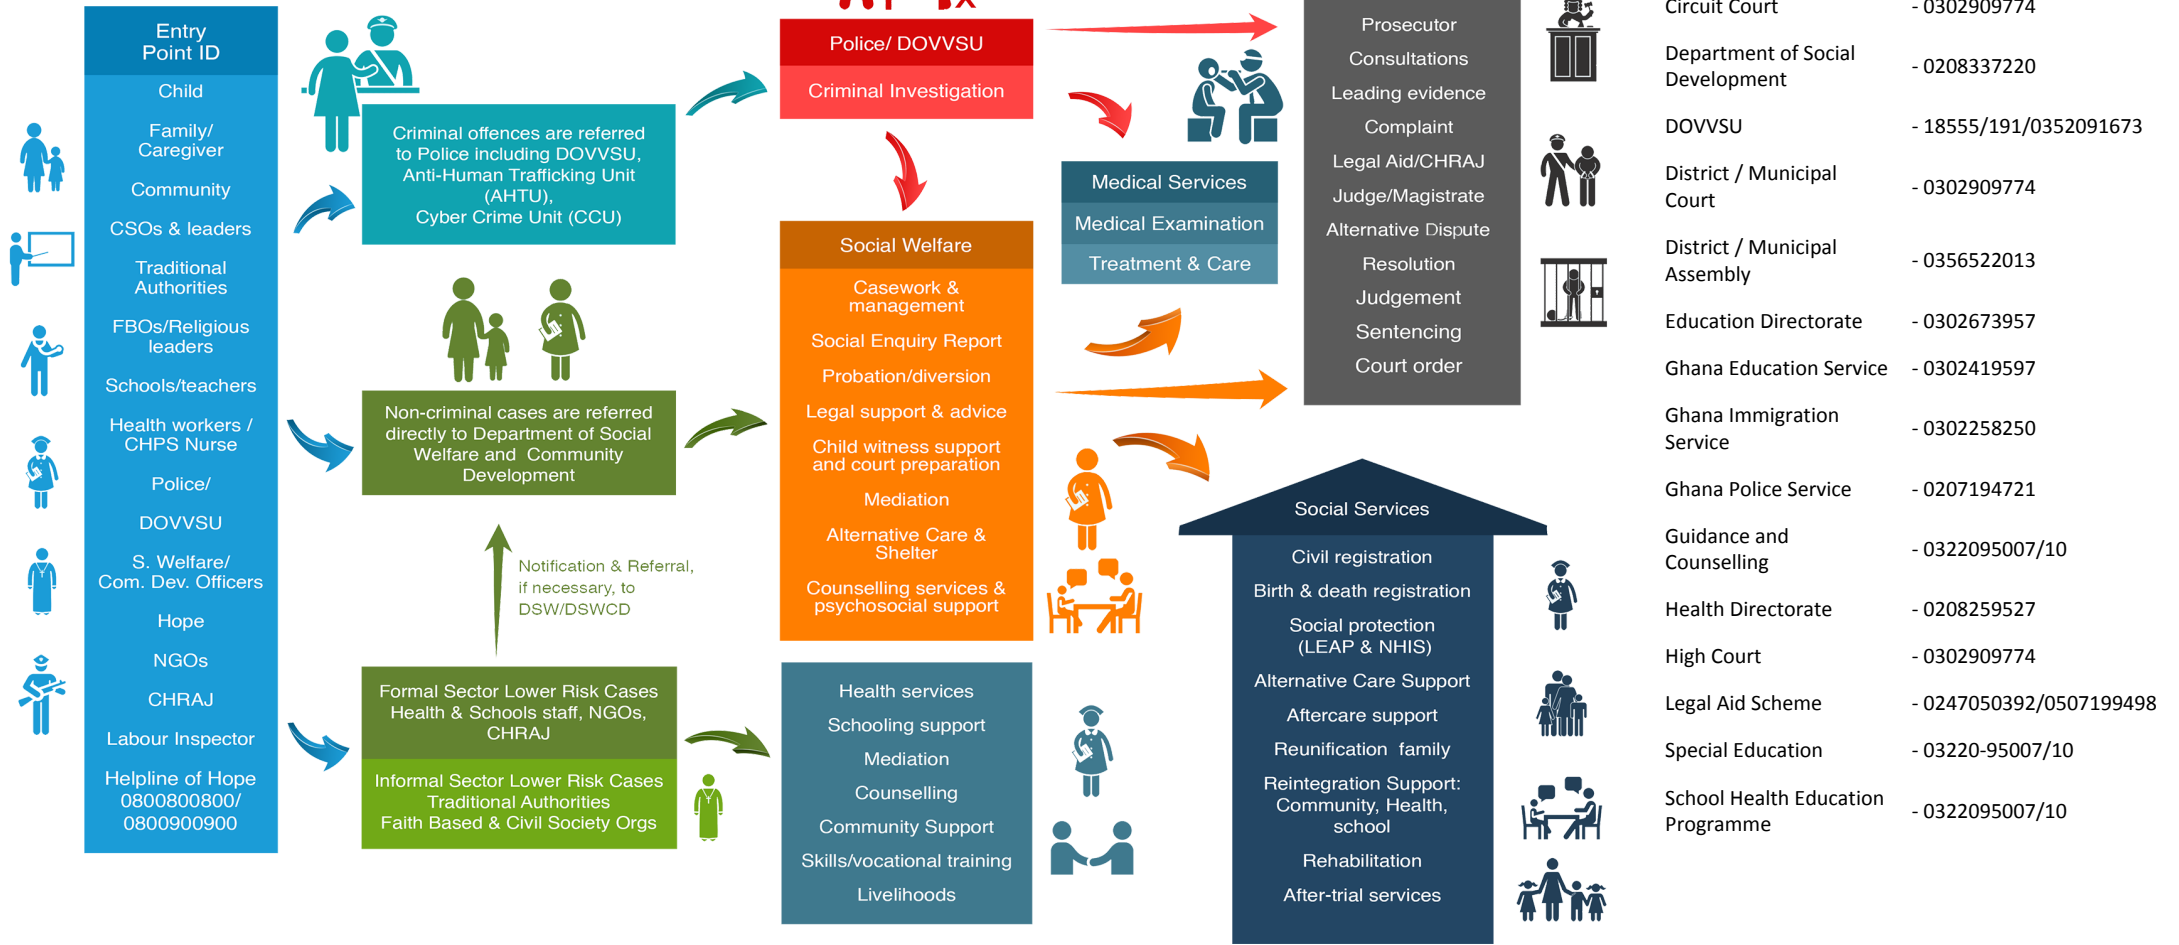 Entry
Point ID
Child
Family/
Caregiver
Community
CSOs & leaders
Traditional
Authorities
FBOs/Religious
leaders
Schools/teachers
Health workers /
CHPS Nurse
Police/
DOVVSU
S. Welfare/
Com. Dev. Officers
Hope
NGOs
CHRAJ
Labour Inspector
Helpline of Hope
0800800800/
0800900900
Criminal offences are referred
to Police including DOVVSU,
Anti-Human Trafficking Unit
(AHTU),
Cyber Crime Unit (CCU)
Non-criminal cases are referred
directly to Department of Social
Welfare and Community
Development
Notification & Referral,
if necessary, to
DSW/DSWCD
Formal Sector Lower Risk Cases
Health & Schools staff, NGOs,
CHRAJ
Informal Sector Lower Risk Cases
Traditional Authorities
Faith Based & Civil Society Orgs
Police/ DOVVSU
Criminal Investigation
Social Welfare
Casework &
management
Social Enquiry Report
Probation/diversion
Legal support & advice
Child witness support
and court preparation
Mediation
Alternative Care &
Shelter
Counselling services &
psychosocial support
Health services
Schooling support
Mediation
Counselling
Community Support
Skills/vocational training
Livelihoods
Medical Services
Medical Examination
Treatment & Care
Prosecutor
Consultations
Leading evidence
Complaint
Legal Aid/CHRAJ
Judge/Magistrate
Alternative Dispute
Resolution
Judgement
Sentencing
Court order
Social Services
Civil registration
Birth & death registration
Social protection
(LEAP & NHIS)
Alternative Care Support
Aftercare support
Reunification family
Reintegration Support:
Community, Health,
school
Rehabilitation
After-trial services
Circuit Court - 0302909774
Department of Social
Development - 0208337220
DOVVSU - 18555/191/0352091673
District / Municipal
Court - 0302909774
District / Municipal
Assembly - 0356522013
Education Directorate - 0302673957
Ghana Education Service - 0302419597
Ghana Immigration
Service - 0302258250
Ghana Police Service - 0207194721
Guidance and
Counselling - 0322095007/10
Health Directorate - 0208259527
High Court - 0302909774
Legal Aid Scheme - 0247050392/0507199498
Special Education - 03220-95007/10
School Health Education
Programme - 0322095007/10